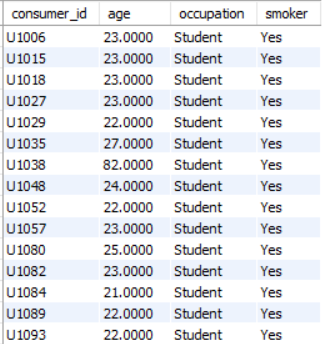 consumer_id age occupation smoker
U1006 23.0000 Student Yes
U1015 23.0000 Student Yes
U1018 23.0000 Student Yes
U1027 23.0000 Student Yes
U1029 22.0000 Student Yes
U1035 27.0000 Student Yes
U1038 82.0000 Student Yes
U1048 24.0000 Student Yes
U1052 22.0000 Student Yes
U1057 23.0000 Student Yes
U1080 25.0000 Student Yes
U1082 23.0000 Student Yes
U1084 21.0000 Student Yes
U1089 22.0000 Student Yes
U1093 22.0000 Student Yes